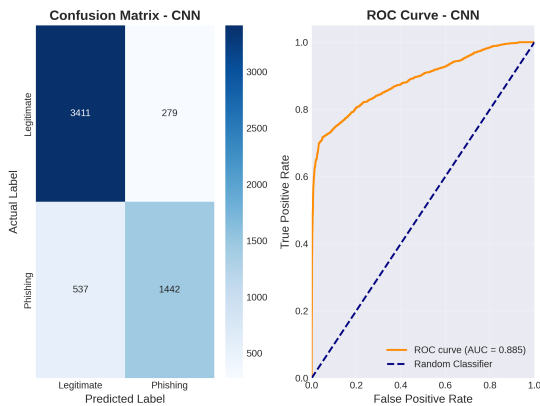 Confusion Matrix - CNN
Actual Label
Legitimate
Phishing
3411 279
537 1442
Legitimate Phishing
Predicted Label
3000
2500
2000
1500
1000
500
ROC Curve - CNN
True Positive Rate
1.0
0.8
0.6
0.4
0.2
0.0
0.0 0.2 0.4 0.6 0.8 1.0
False Positive Rate
ROC curve (AUC = 0.885)
Random Classifier